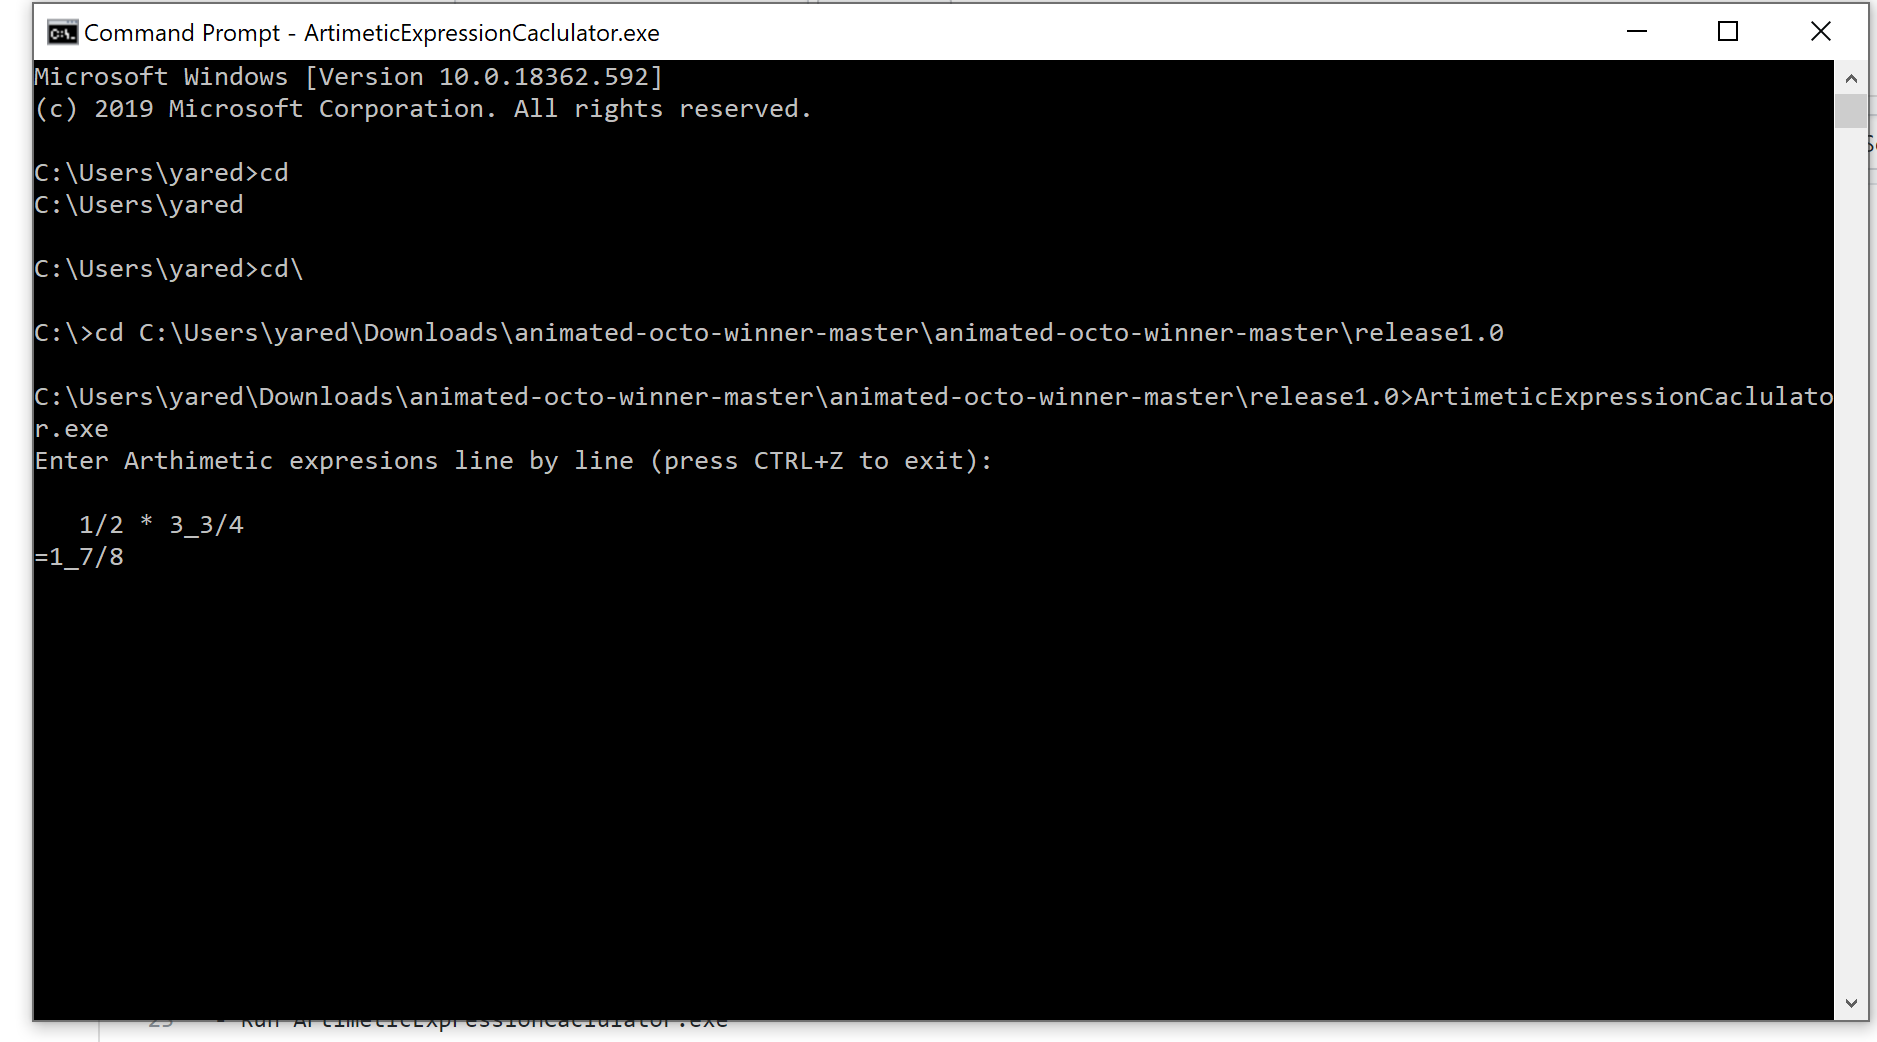 Command Prompt - ArtimeticExpressionCaclulator.exe
Microsoft Windows [Version 10.0.18362.592]
(c) 2019 Microsoft Corporation. All rights reserved.
C:\Users\yared>cd
C:\Users\yared
C:\Users\yared>cd\
C:\>cd C:\Users\yared\Downloads\animated-octo-winner-master\animated-octo-winner-master\release1.0
C:\Users\yared\Downloads\animated-octo-winner-master\animated-octo-winner-master\release1.0>ArtimeticExpressionCaclulato
r.exe
Enter Arthimetic expresions line by line (press CTRL+Z to exit):
1/2 * 3_3/4
=1_7/8
- Run ArtimeticExpressionCaclulator.exe